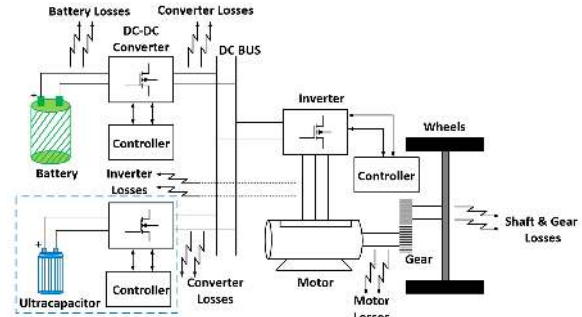 Battery Losses
Converter Losses
DC-DC
Converter
DC BUS
Inverter
Wheels
+
Controller
Battery
Inverter
Losses
Controller
+
Shaft & Gear
Losses
Gear
Controller
Ultracapacitor
Converter
Losses
Motor
Motor
Losses